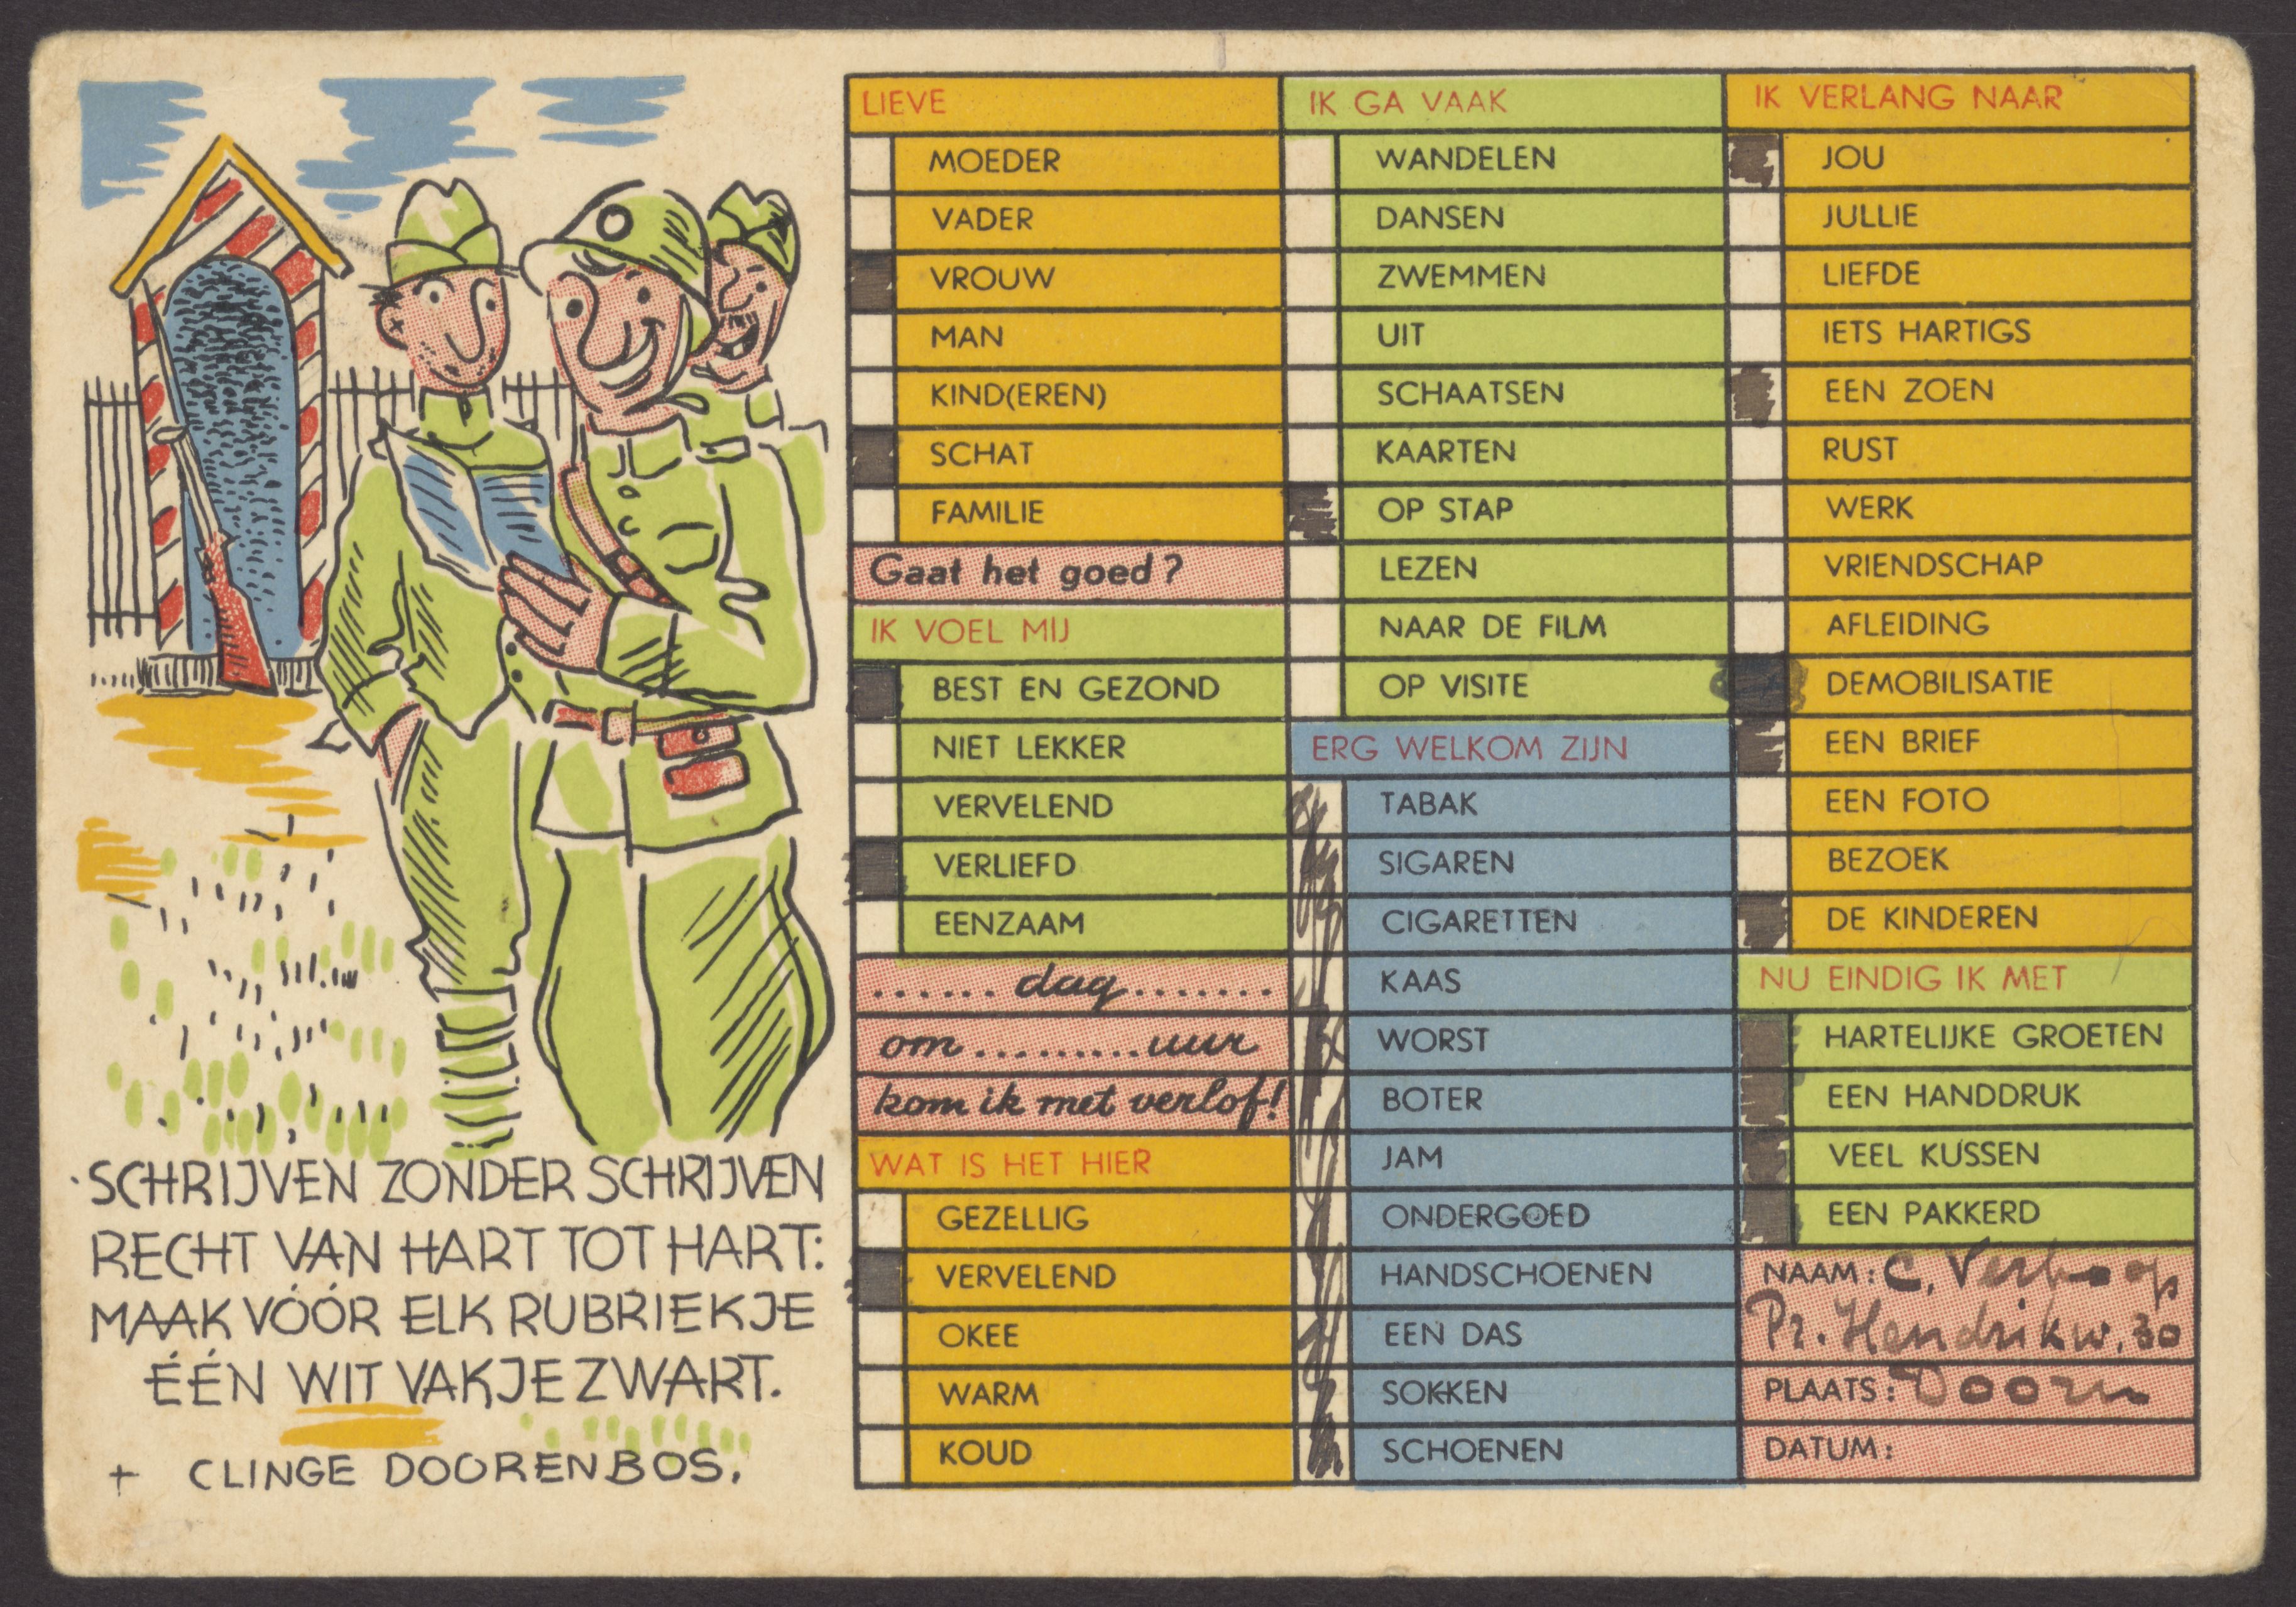 LIEVE
MOEDER
VADER
VROUW
MAN
KIND(EREN)
SCHAT
FAMILIE
Gaat het goed?
IK VOEL MIJ
BEST EN GEZOND
NIET LEKKER
VERVELEND
VERLIEFD
EENZAAM
...... dag.......
om..........uur
kom ik met verlof!
WAT IS HET HIER
GEZELLIG
VERVELEND
OKEE
WARM
KOUD
IK GA VAAK
WANDELEN
DANSEN
ZWEMMEN
UIT
SCHAATSEN
KAARTEN
OP STAP
LEZEN
NAAR DE FILM
OP VISITE
ERG WELKOM ZIJN
TABAK
SIGAREN
CIGARETTEN
KAAS
WORST
BOTER
JAM
ONDERGOED
HANDSCHOENEN
EEN DAS
SOKKEN
SCHOENEN
IK VERLANG NAAR
JOU
JULLIE
LIEFDE
IETS HARTIGS
EEN ZOEN
RUST
WERK
VRIENDSCHAP
AFLEIDING
DEMOBILISATIE
EEN BRIEF
EEN FOTO
BEZOEK
DE KINDEREN
NU EINDIG IK MET
HARTELIJKE GROETEN
EEN HANDDRUK
VEEL KUSSEN
EEN PAKKERD
NAAM: C. Verhoop
Pr. Hendrikw. 30
PLAATS: Doorn
DATUM:
SCHRIJVEN ZONDER SCHRIJVEN
RECHT VAN HART TOT HART:
MAAK VÓÓR ELK RUBRIEKJE
ÉÉN WIT VAKJE ZWART.
+ CLINGE DOORENBOS.